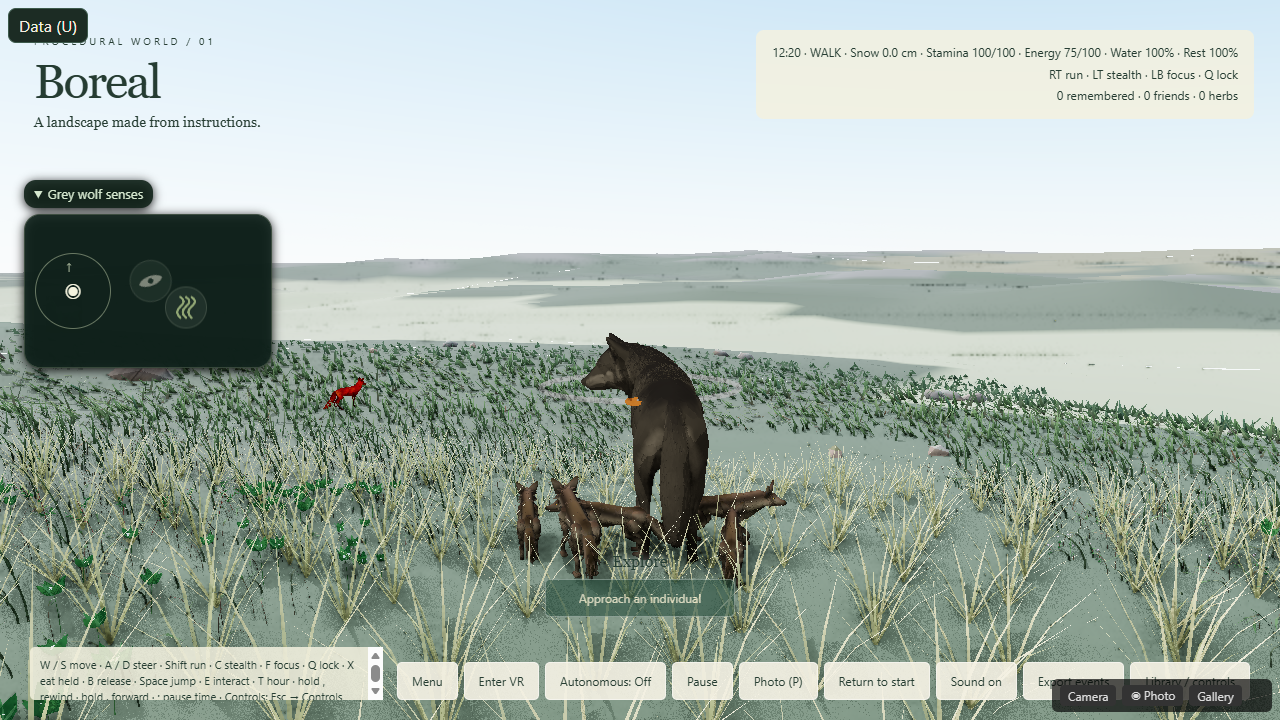 Data (U)
PROCEDURAL WORLD / 01
Boreal
A landscape made from instructions.
12:20 · WALK · Snow 0.0 cm · Stamina 100/100 · Energy 75/100 · Water 100% · Rest 100%
RT run · LT stealth · LB focus · Q lock
0 remembered · 0 friends · 0 herbs
▼ Grey wolf senses
↑
Explore
Approach an individual
W / S move · A / D steer · Shift run · C stealth · F focus · Q lock · X
eat held · B release · Space jump · E interact · T hour · hold ,
rewind · hold . forward · ; pause time · Controls: Esc → Controls
Menu
Enter VR
Autonomous: Off
Pause
Photo (P)
Return to start
Sound on
Export events
Library / controls
Camera
◉ Photo
Gallery